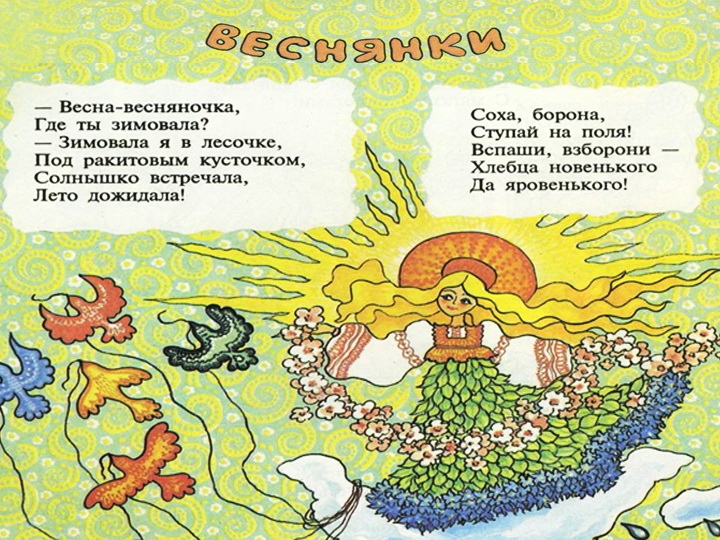 ВЕСНЯНКИ
— Весна-весняночка,
Где ты зимовала?
— Зимовала я в лесочке,
Под ракитовым кусточком,
Солнышко встречала,
Лето дожидала!
Соха, борона,
Ступай на поля!
Вспаши, взборони —
Хлебца новенького
Да яровенького!